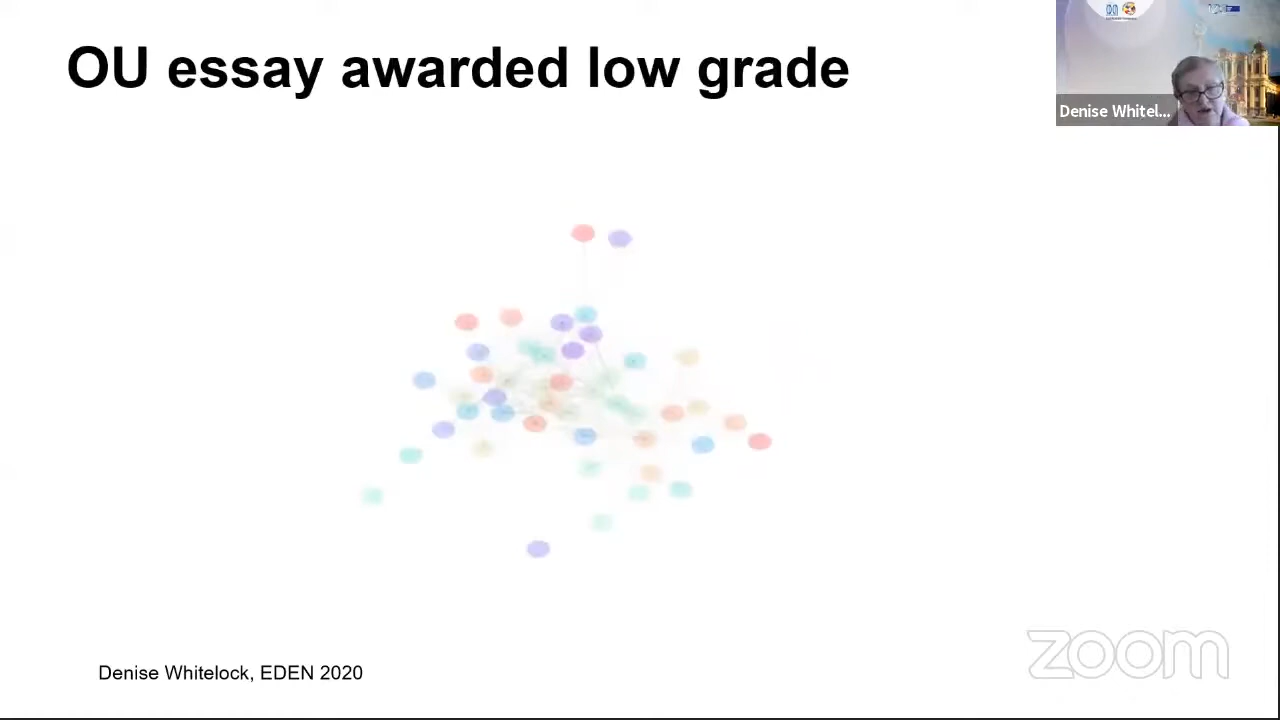 OU essay awarded low grade
Denise Whitel...
Denise Whitelock, EDEN 2020
zoom